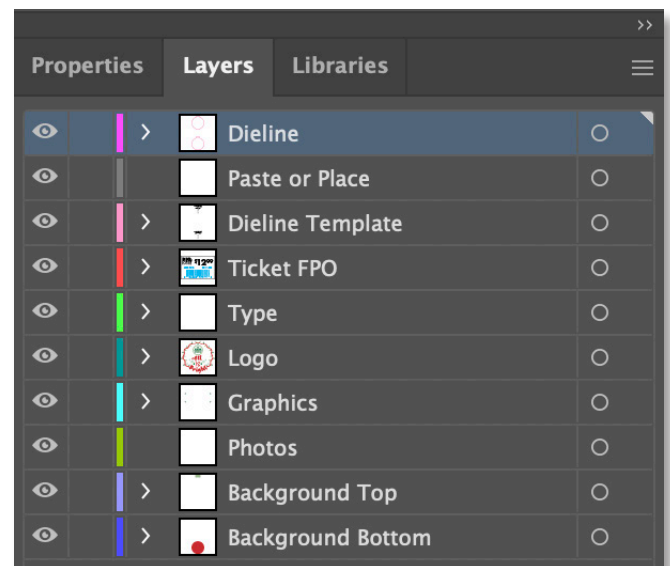 Properties Layers Libraries
Dieline
Paste or Place
Dieline Template
Ticket FPO
Type
Logo
Graphics
Photos
Background Top
Background Bottom